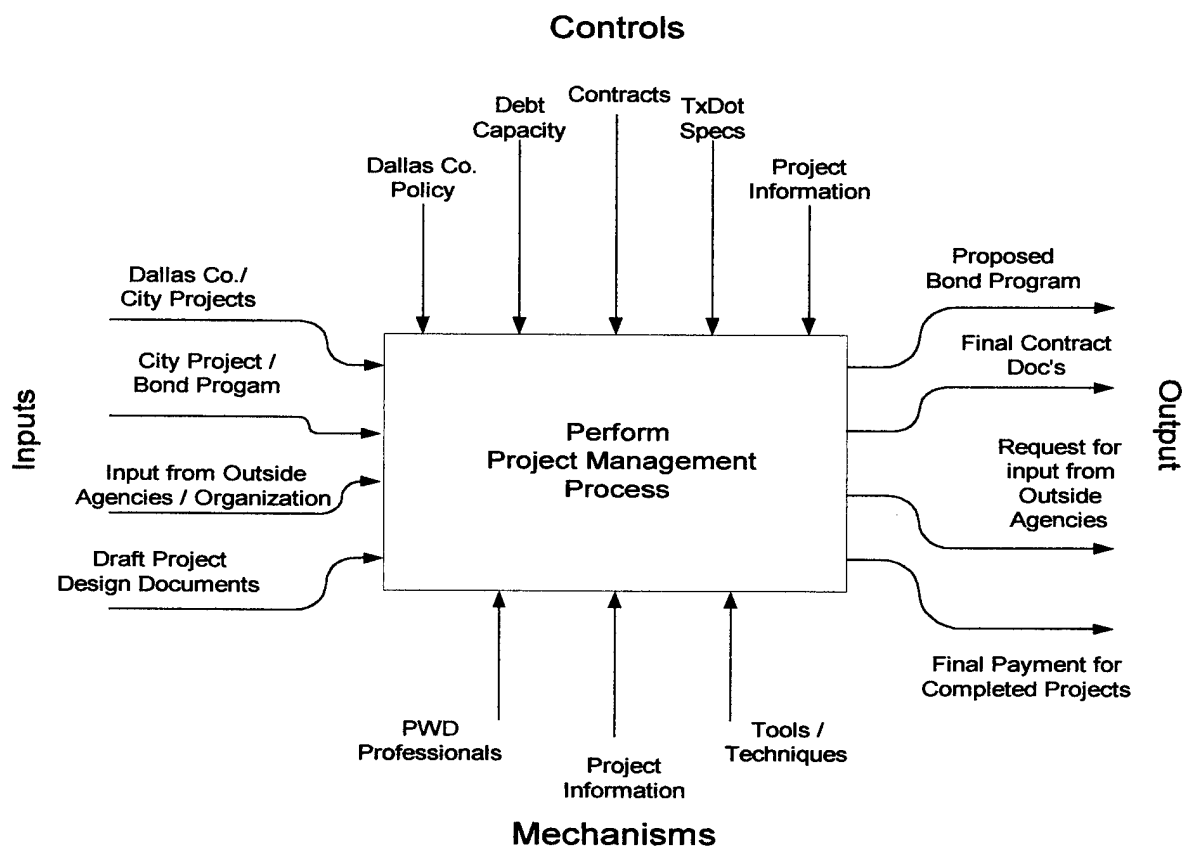 Controls
Contracts
Debt
Capacity
TxDot
Specs
Dallas Co.
Policy
Project
Information
Inputs
Dallas Co./
City Projects
City Project /
Bond Progam
Input from Outside
Agencies / Organization
Draft Project
Design Documents
Perform
Project Management
Process
Proposed
Bond Program
Final Contract
Doc's
Request for
input from
Outside
Agencies
Final Payment for
Completed Projects
Output
PWD
Professionals
Project
Information
Tools /
Techniques
Mechanisms